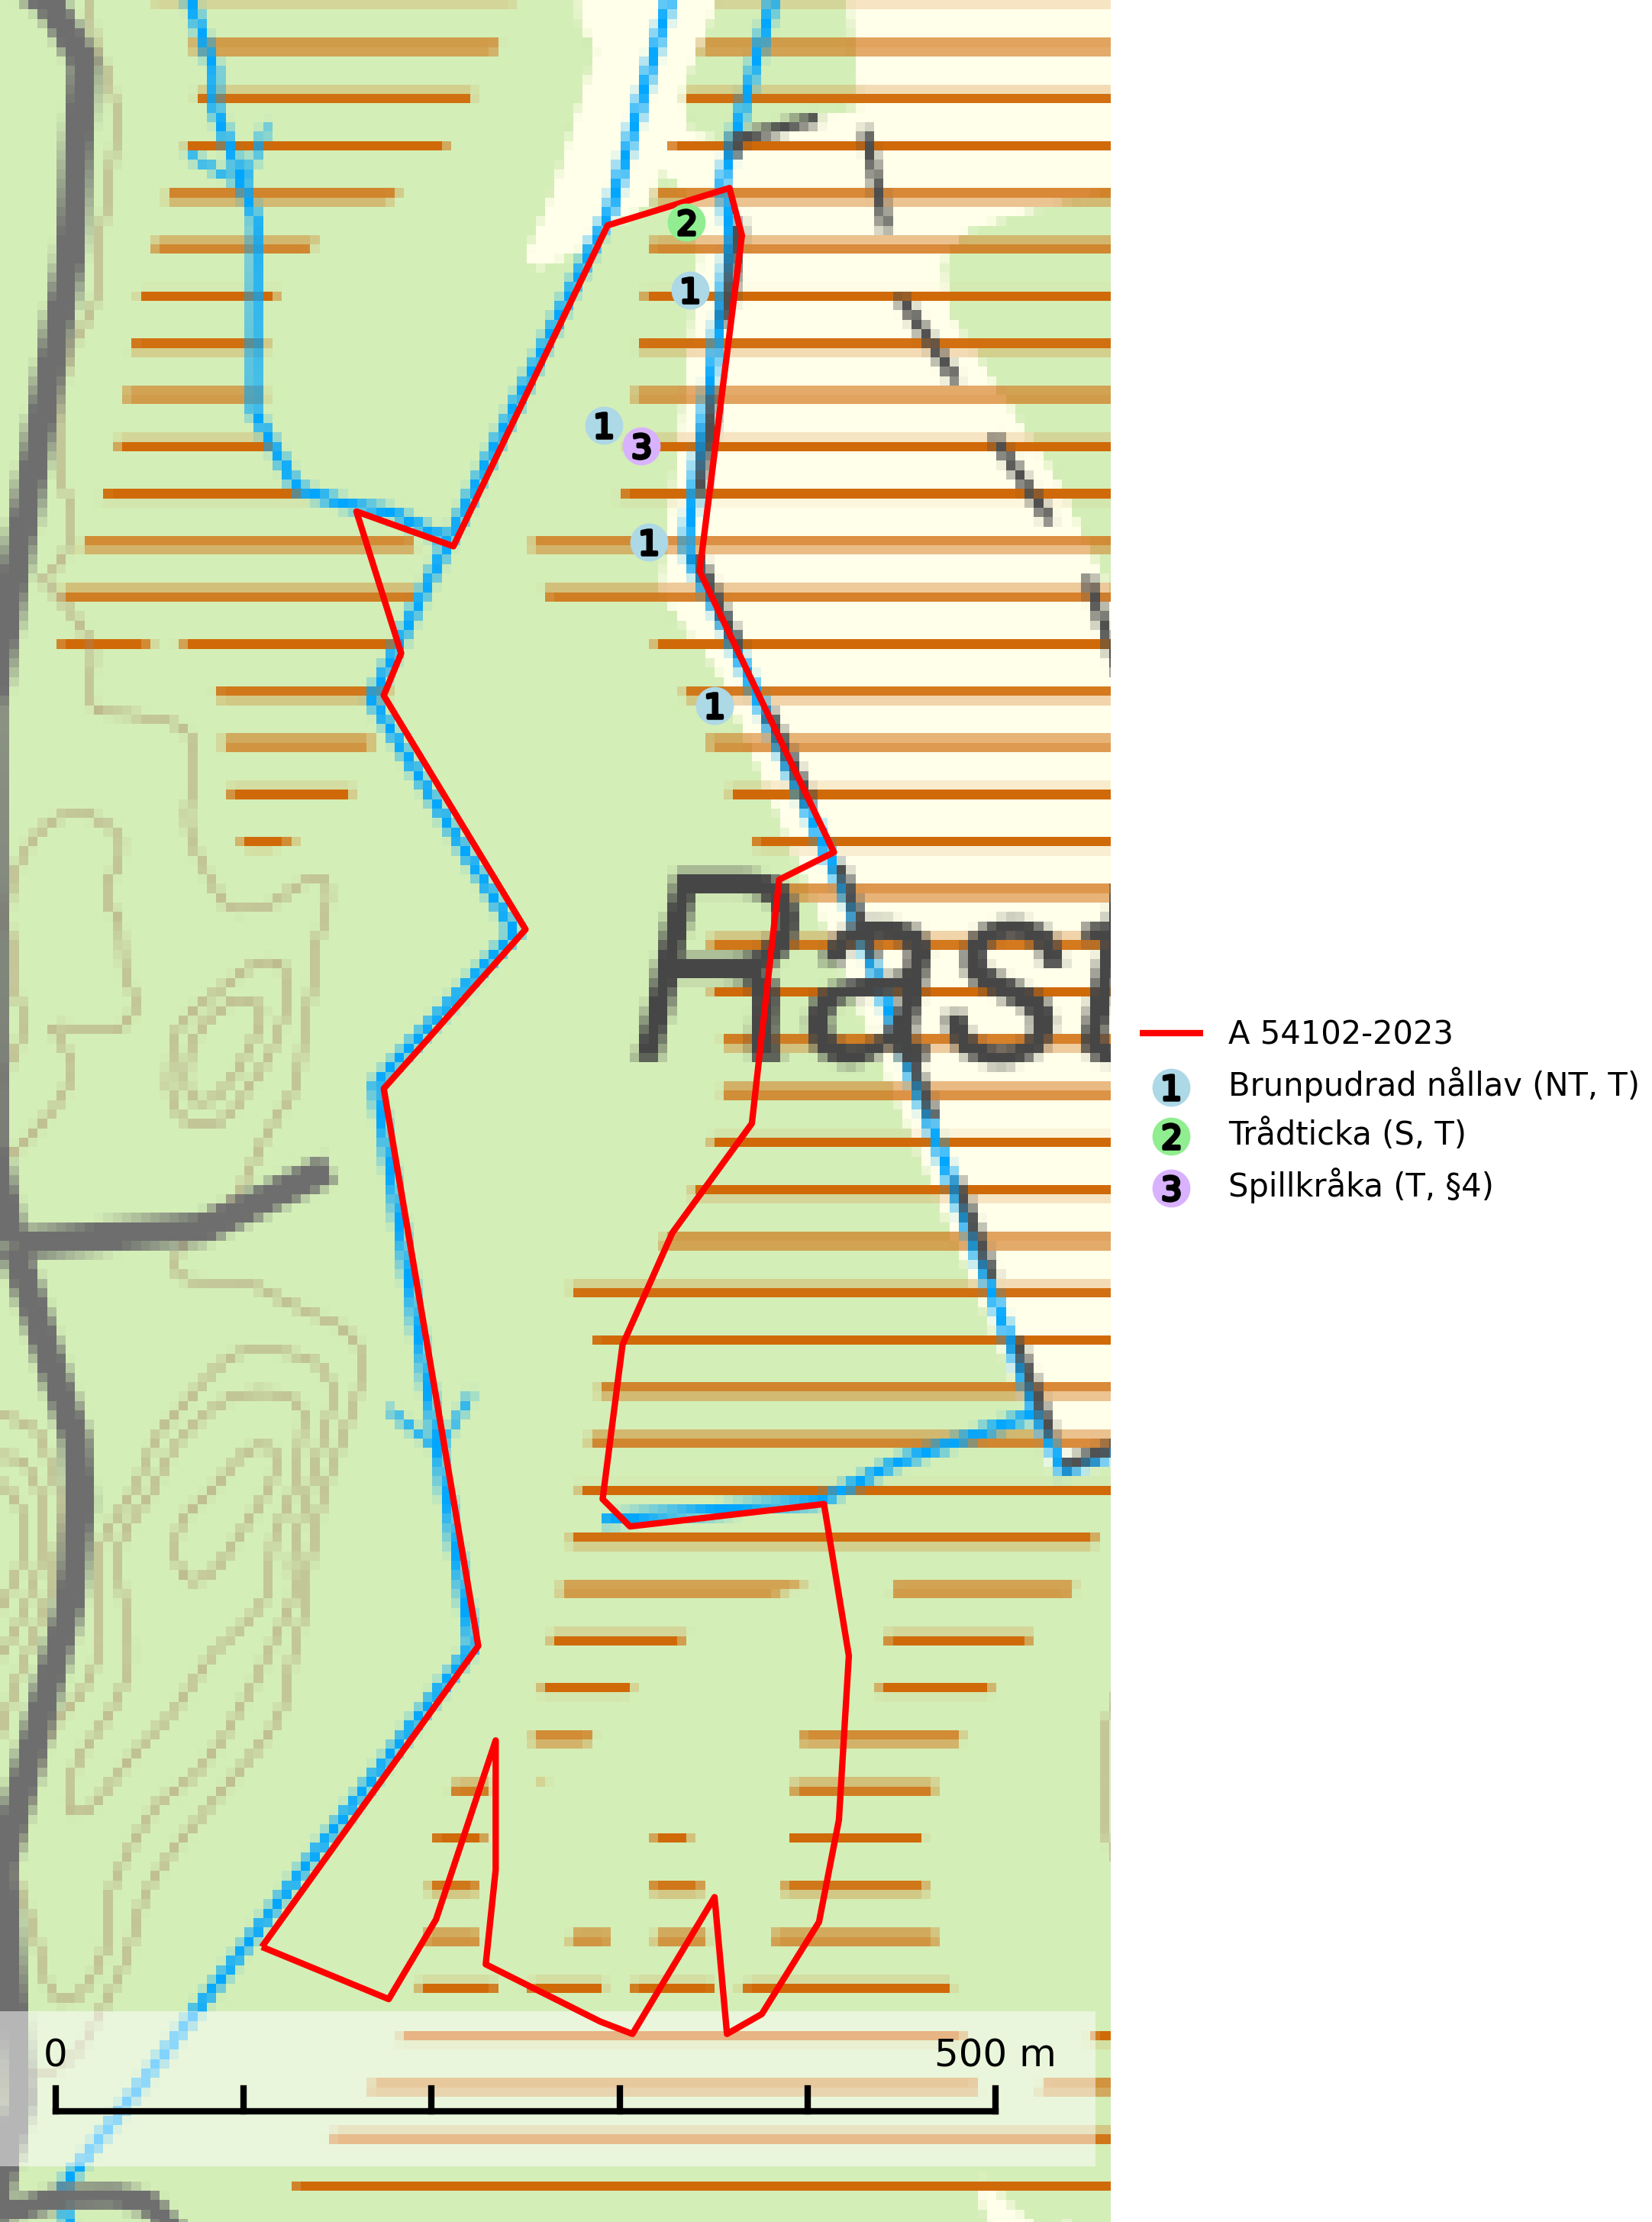 2
1
1
3
1
1
A 54102-2023
1 Brunpudrad nållav (NT, T)
2 Trådticka (S, T)
3 Spillkråka (T, §4)
0 500 m